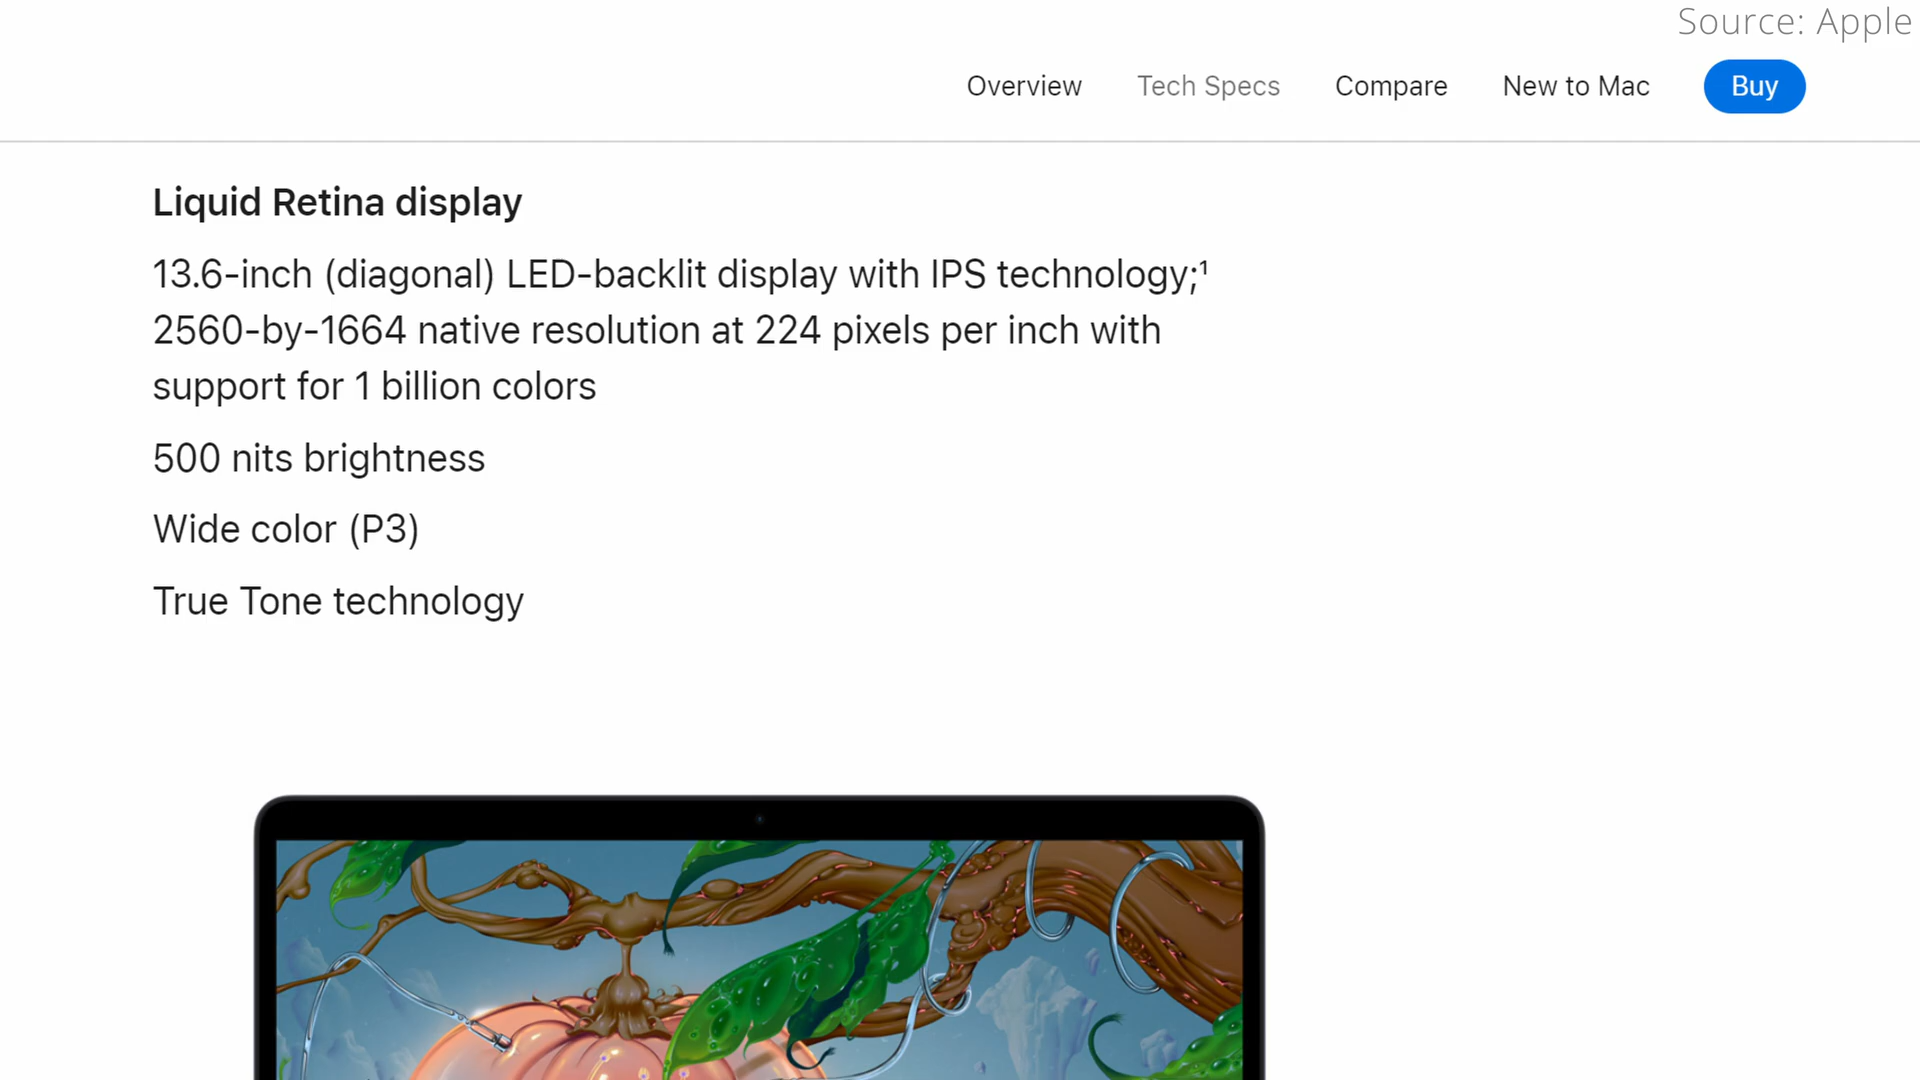 Source: Apple
Overview Tech Specs Compare New to Mac Buy
Liquid Retina display
13.6-inch (diagonal) LED-backlit display with IPS technology;¹
2560-by-1664 native resolution at 224 pixels per inch with
support for 1 billion colors
500 nits brightness
Wide color (P3)
True Tone technology